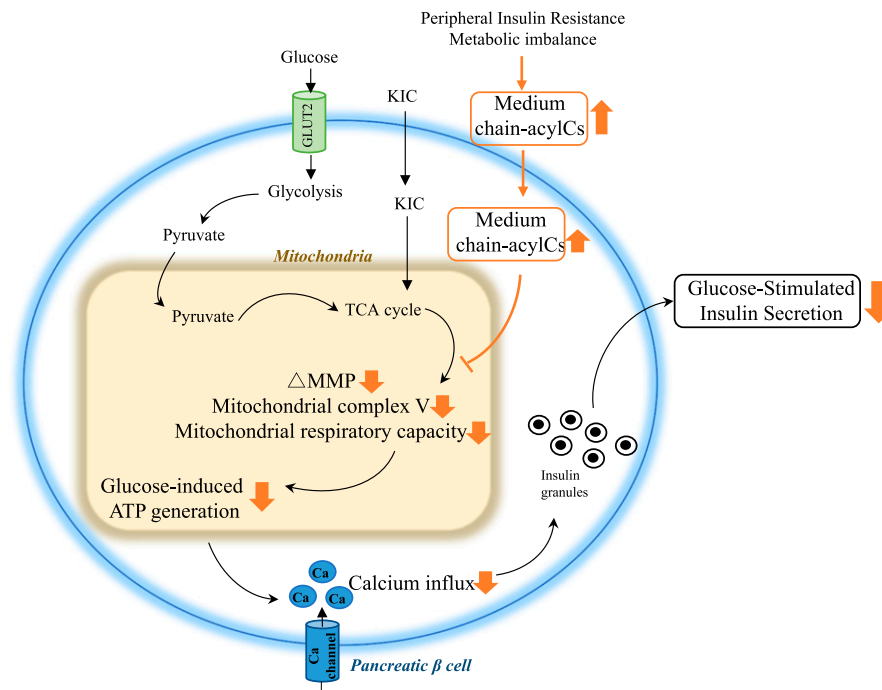 Peripheral Insulin Resistance
Metabolic imbalance
Glucose
KIC
Medium
chain-acylCs
GLUT2
Glycolysis
KIC
Medium
chain-acylCs
Pyruvate
Mitochondria
Glucose-Stimulated
Insulin Secretion
Pyruvate
TCA cycle
△MMP
Mitochondrial complex V
Mitochondrial respiratory capacity
Insulin
granules
Glucose-induced
ATP generation
Ca
Ca
Ca
Calcium influx
Ca
channel
Pancreatic β cell